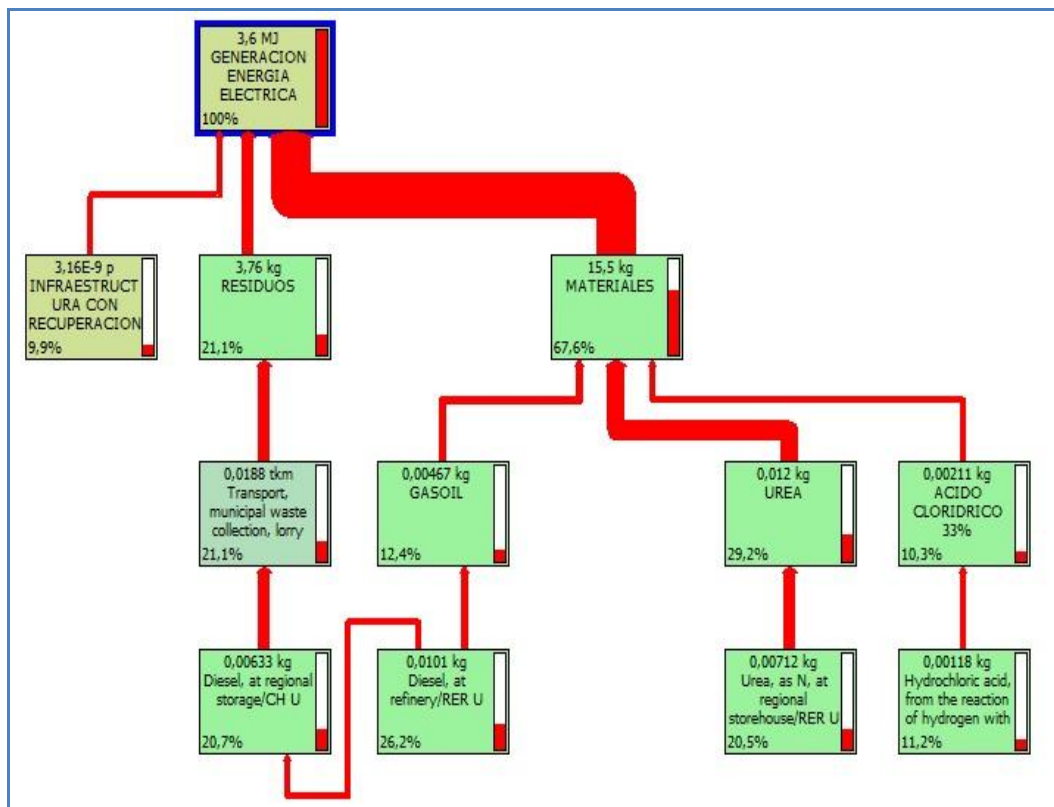 3,6 MJ
GENERACION
ENERGIA
ELECTRICA
100%
3,16E-9 p
INFRAESTRUCT
URA CON
RECUPERACION
9,9%
3,76 kg
RESIDUOS
21,1%
15,5 kg
MATERIALES
67,6%
0,0188 tkm
Transport,
municipal waste
collection, lorry
21,1%
0,00467 kg
GASOIL
12,4%
0,012 kg
UREA
29,2%
0,00211 kg
ACIDO
CLORIDRICO
33%
10,3%
0,00633 kg
Diesel, at regional
storage/CH U
20,7%
0,0101 kg
Diesel, at
refinery/RER U
26,2%
0,00712 kg
Urea, as N, at
regional
storehouse/RER U
20,5%
0,00118 kg
Hydrochloric acid,
from the reaction
of hydrogen with
11,2%